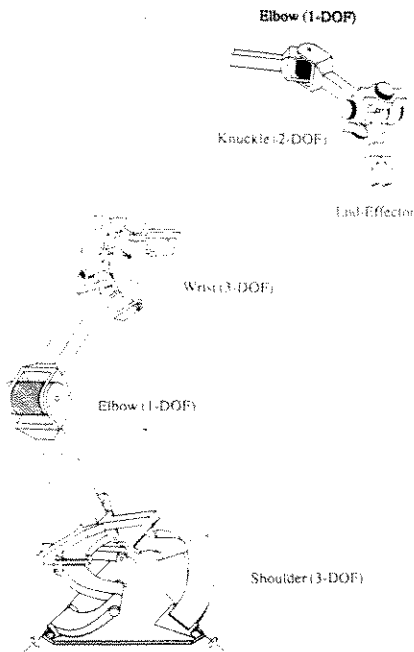 Elbow (1-DOF)
Knuckle (2-DOF)
End-Effector
Wrist (3-DOF)
Elbow (1-DOF)
Shoulder (3-DOF)